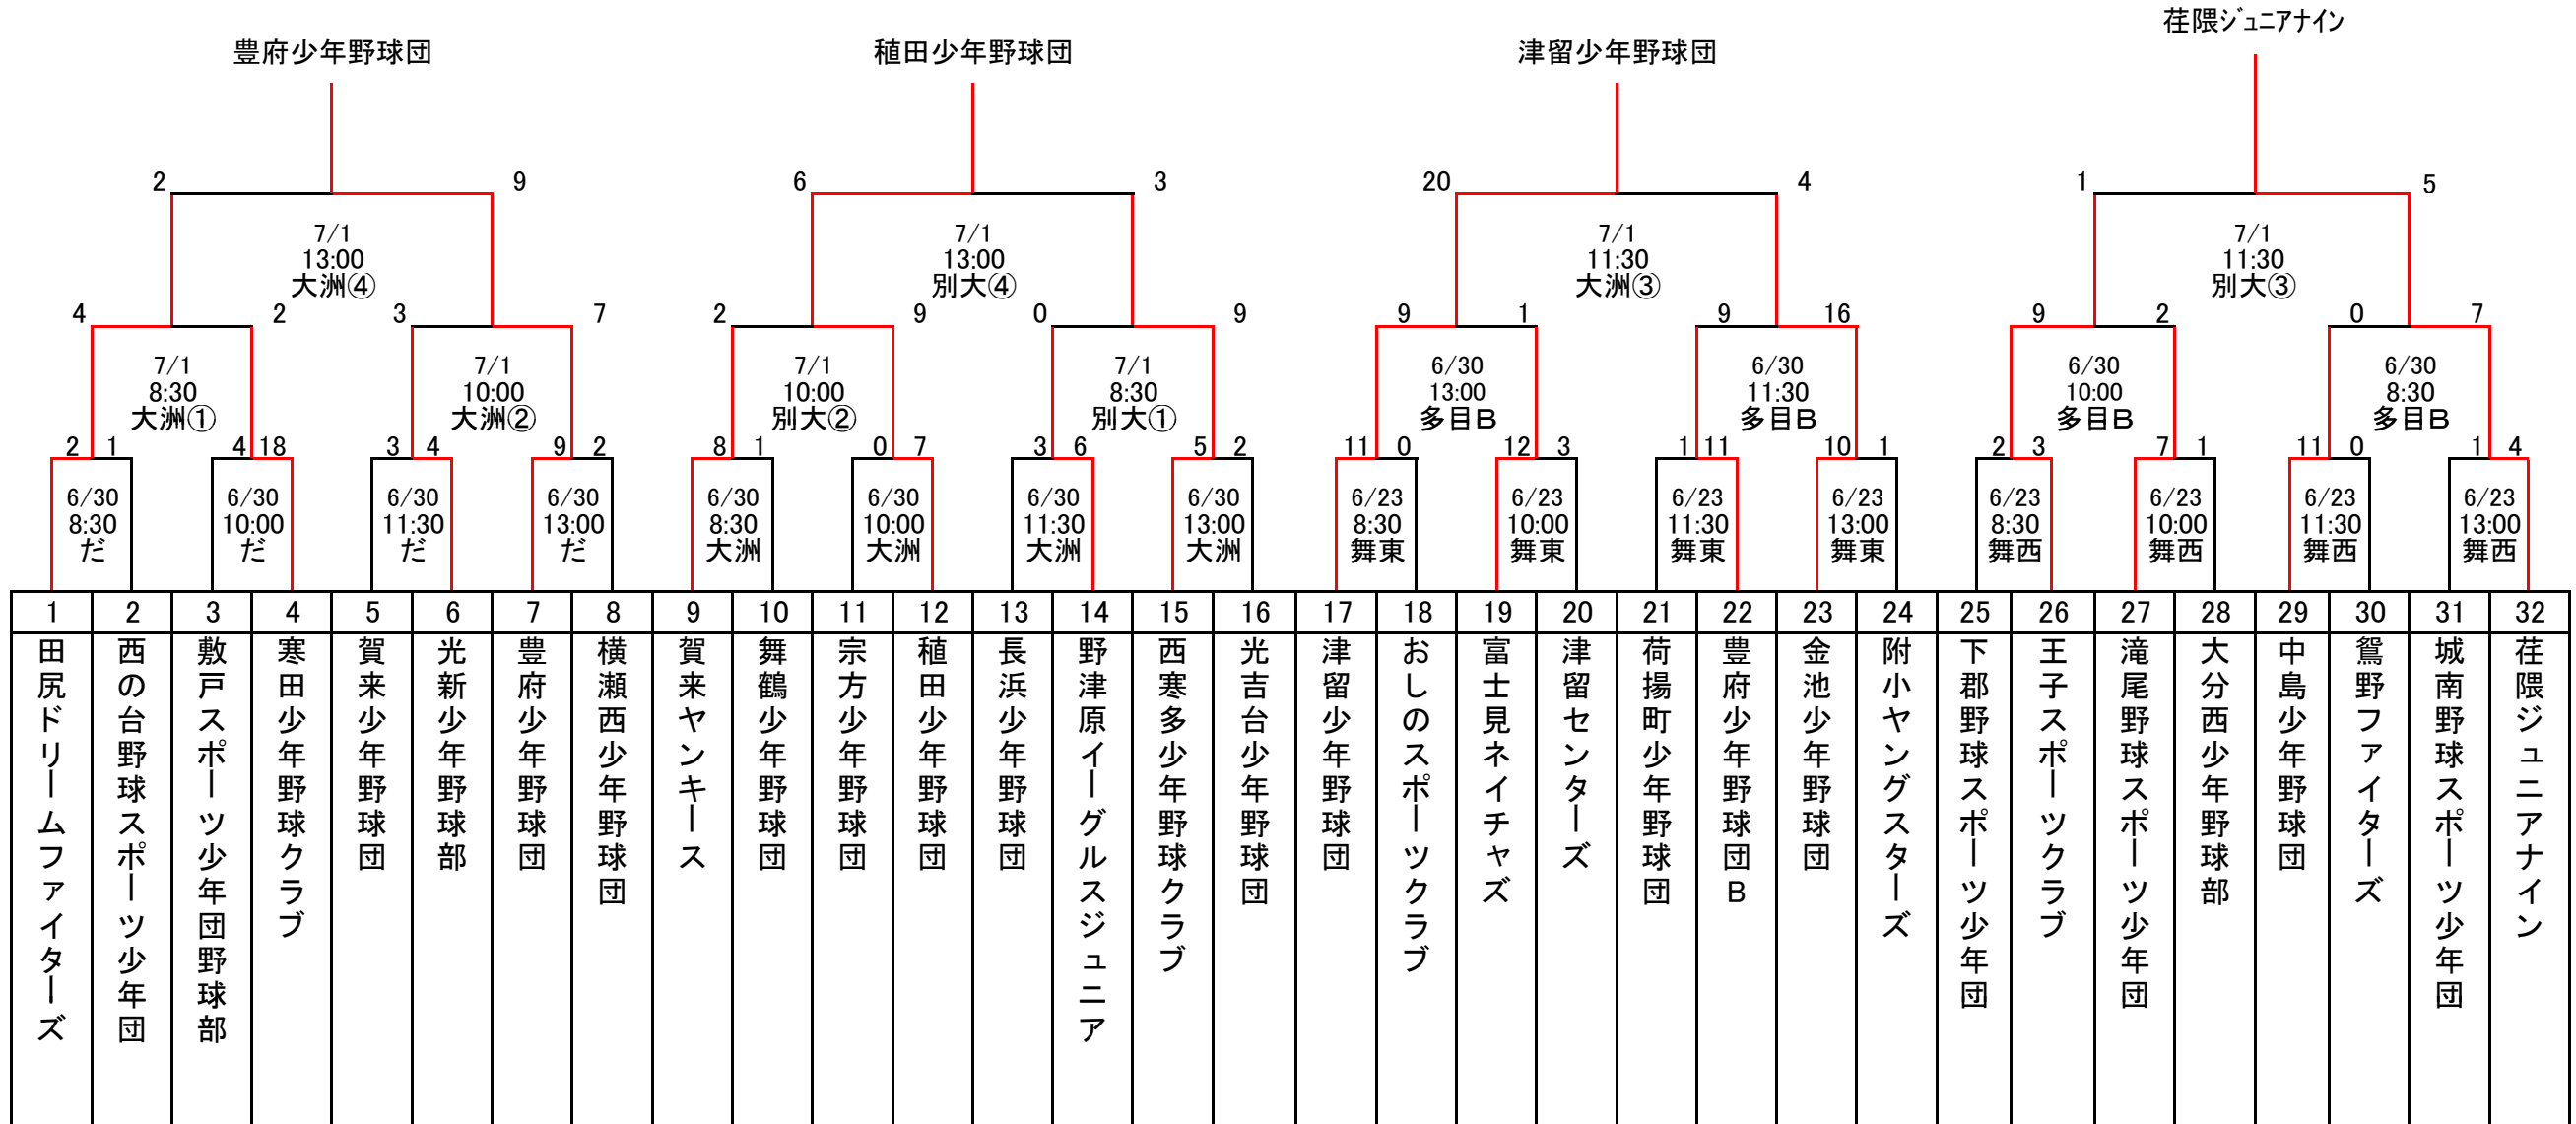 荏隈ｼﾞｭﾆｱﾅｲﾝ
豊府少年野球団 稙田少年野球団 津留少年野球団
2 9 6 3 20 4 1 5
7/1 7/1 7/1 7/1
13:00 13:00 11:30 11:30
大洲④ 別大④ 大洲③ 別大③
4 2 3 7 2 9 0 9 9 1 9 16 9 2 0 7
7/1 7/1 7/1 7/1 6/30 6/30 6/30 6/30
8:30 10:00 10:00 8:30 13:00 11:30 10:00 8:30
大洲① 大洲② 別大② 別大① 多目B 多目B 多目B 多目B
2 1 4 18 3 4 9 2 8 1 0 7 3 6 5 2 11 0 12 3 1 11 10 1 2 3 7 1 11 0 1 4
6/30 6/30 6/30 6/30 6/30 6/30 6/30 6/30 6/23 6/23 6/23 6/23 6/23 6/23 6/23 6/23
8:30 10:00 11:30 13:00 8:30 10:00 11:30 13:00 8:30 10:00 11:30 13:00 8:30 10:00 11:30 13:00
だ だ だ だ 大洲 大洲 大洲 大洲 舞東 舞東 舞東 舞東 舞西 舞西 舞西 舞西
1 2 3 4 5 6 7 8 9 10 11 12 13 14 15 16 17 18 19 20 21 22 23 24 25 26 27 28 29 30 31 32
田尻ドリームファイターズ
西の台野球スポーツ少年団
敷戸スポーツ少年団野球部
寒田少年野球クラブ
賀来少年野球団
光新少年野球部
豊府少年野球団
横瀬西少年野球団
賀来ヤンキース
舞鶴少年野球団
宗方少年野球団
稙田少年野球団
長浜少年野球団
野津原イーグルスジュニア
西寒多少年野球クラブ
光吉台少年野球団
津留少年野球団
おしのスポーツクラブ
富士見ネイチャズ
津留センターズ
荷揚町少年野球団
豊府少年野球団B
金池少年野球団
附小ヤングスターズ
下郡野球スポーツ少年団
王子スポーツクラブ
滝尾野球スポーツ少年団
大分西少年野球部
中島少年野球団
鴛野ファイターズ
城南野球スポーツ少年団
荏隈ジュニアナイン